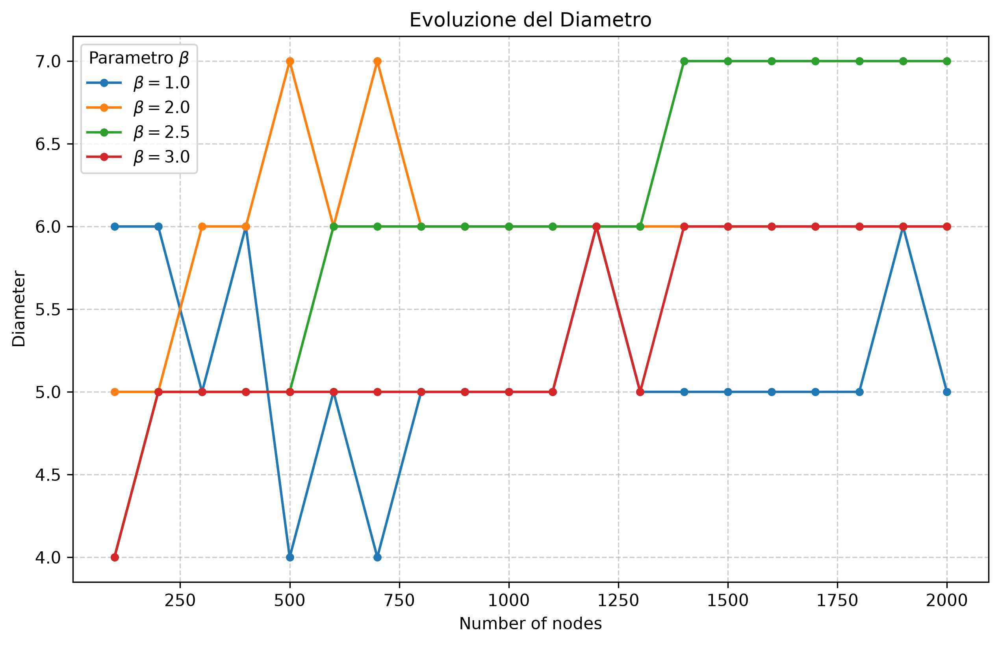 Evoluzione del Diametro
Parametro β
β = 1.0
β = 2.0
β = 2.5
β = 3.0
7.0
6.5
6.0
5.5
5.0
4.5
4.0
Diameter
250 500 750 1000 1250 1500 1750 2000
Number of nodes